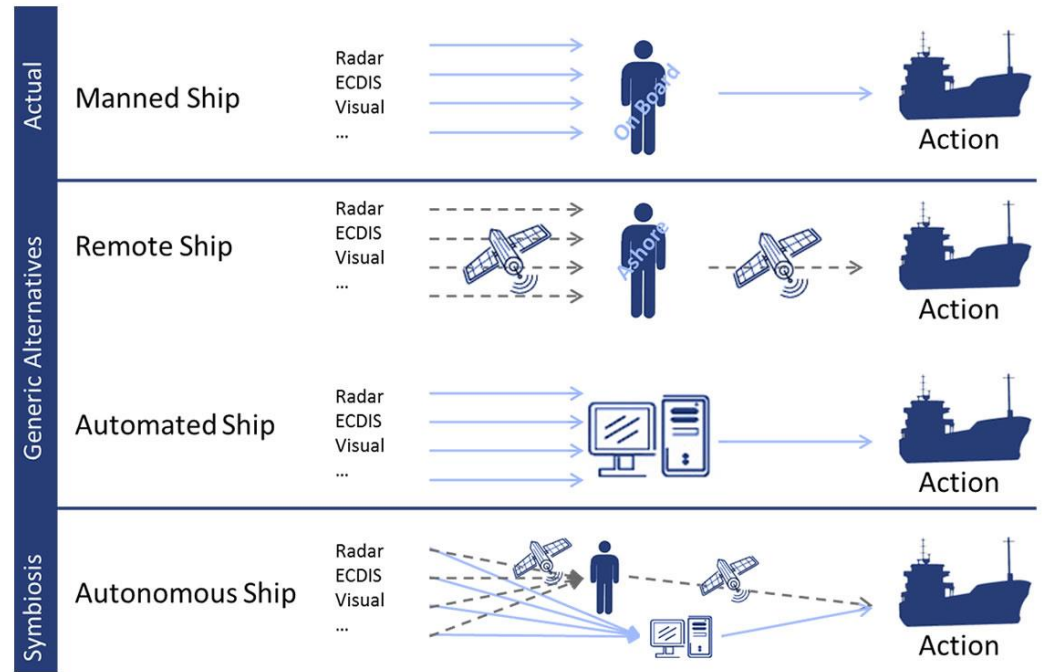 Actual
Manned Ship
Radar
ECDIS
Visual
...
On Board
Action
Generic Alternatives
Remote Ship
Radar
ECDIS
Visual
...
Ashore
Action
Automated Ship
Radar
ECDIS
Visual
...
Action
Symbiosis
Autonomous Ship
Radar
ECDIS
Visual
...
Action